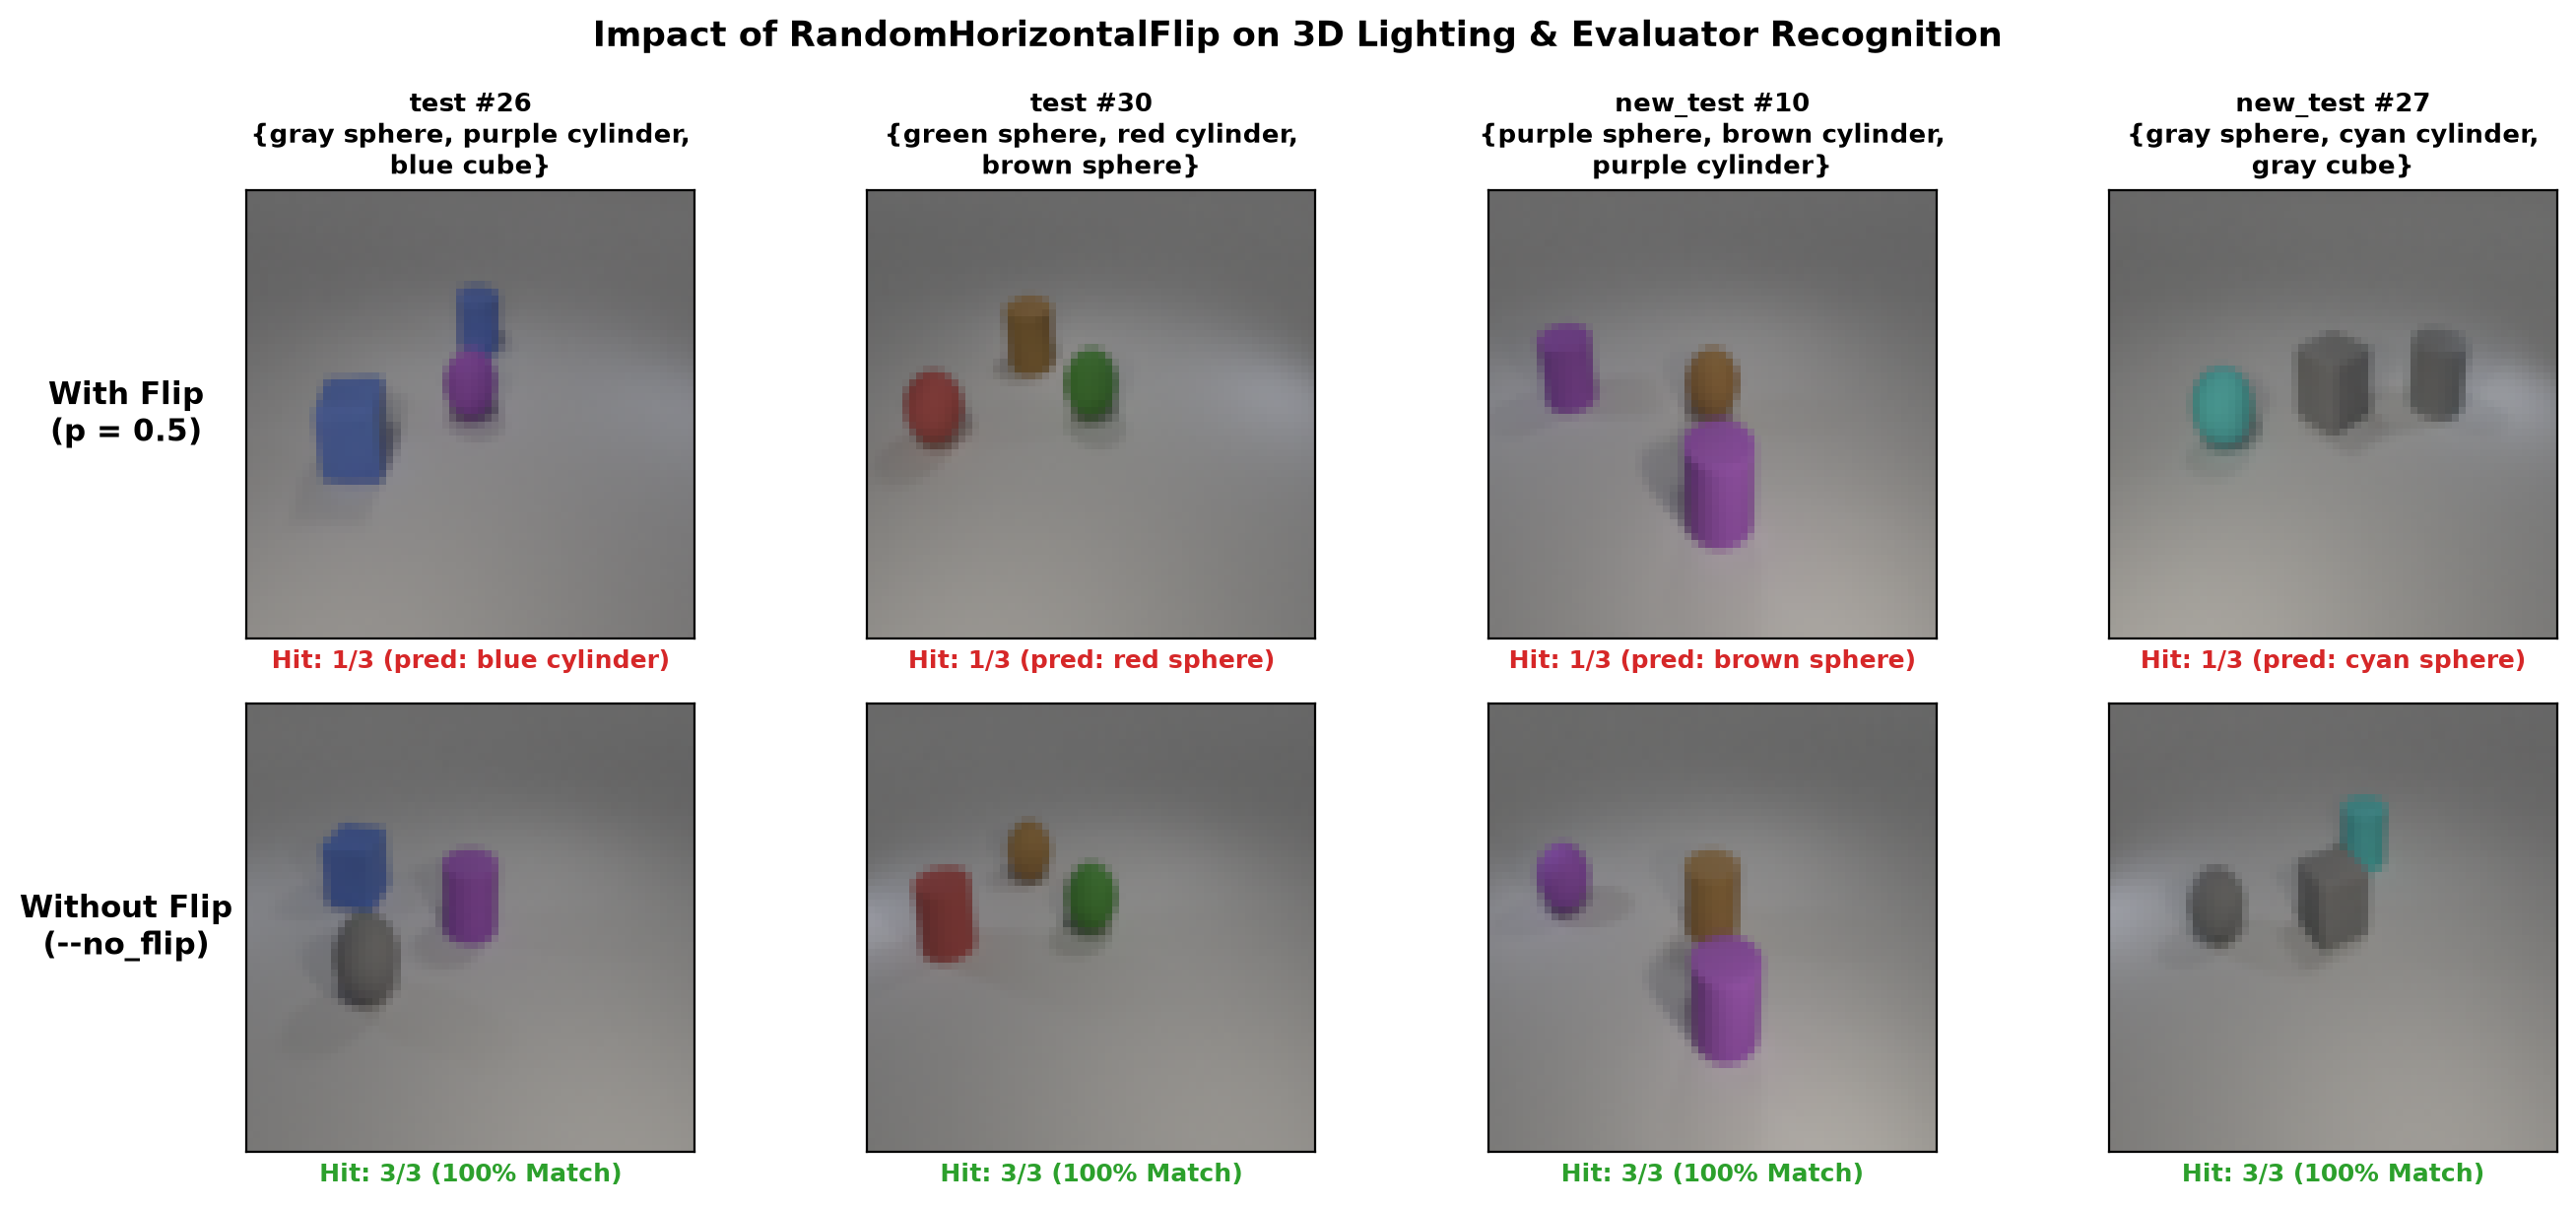 Impact of RandomHorizontalFlip on 3D Lighting & Evaluator Recognition
test #26
{gray sphere, purple cylinder,
blue cube}
test #30
{green sphere, red cylinder,
brown sphere}
new_test #10
{purple sphere, brown cylinder,
purple cylinder}
new_test #27
{gray sphere, cyan cylinder,
gray cube}
With Flip
(p = 0.5)
Hit: 1/3 (pred: blue cylinder)
Hit: 1/3 (pred: red sphere)
Hit: 1/3 (pred: brown sphere)
Hit: 1/3 (pred: cyan sphere)
Without Flip
(--no_flip)
Hit: 3/3 (100% Match)
Hit: 3/3 (100% Match)
Hit: 3/3 (100% Match)
Hit: 3/3 (100% Match)